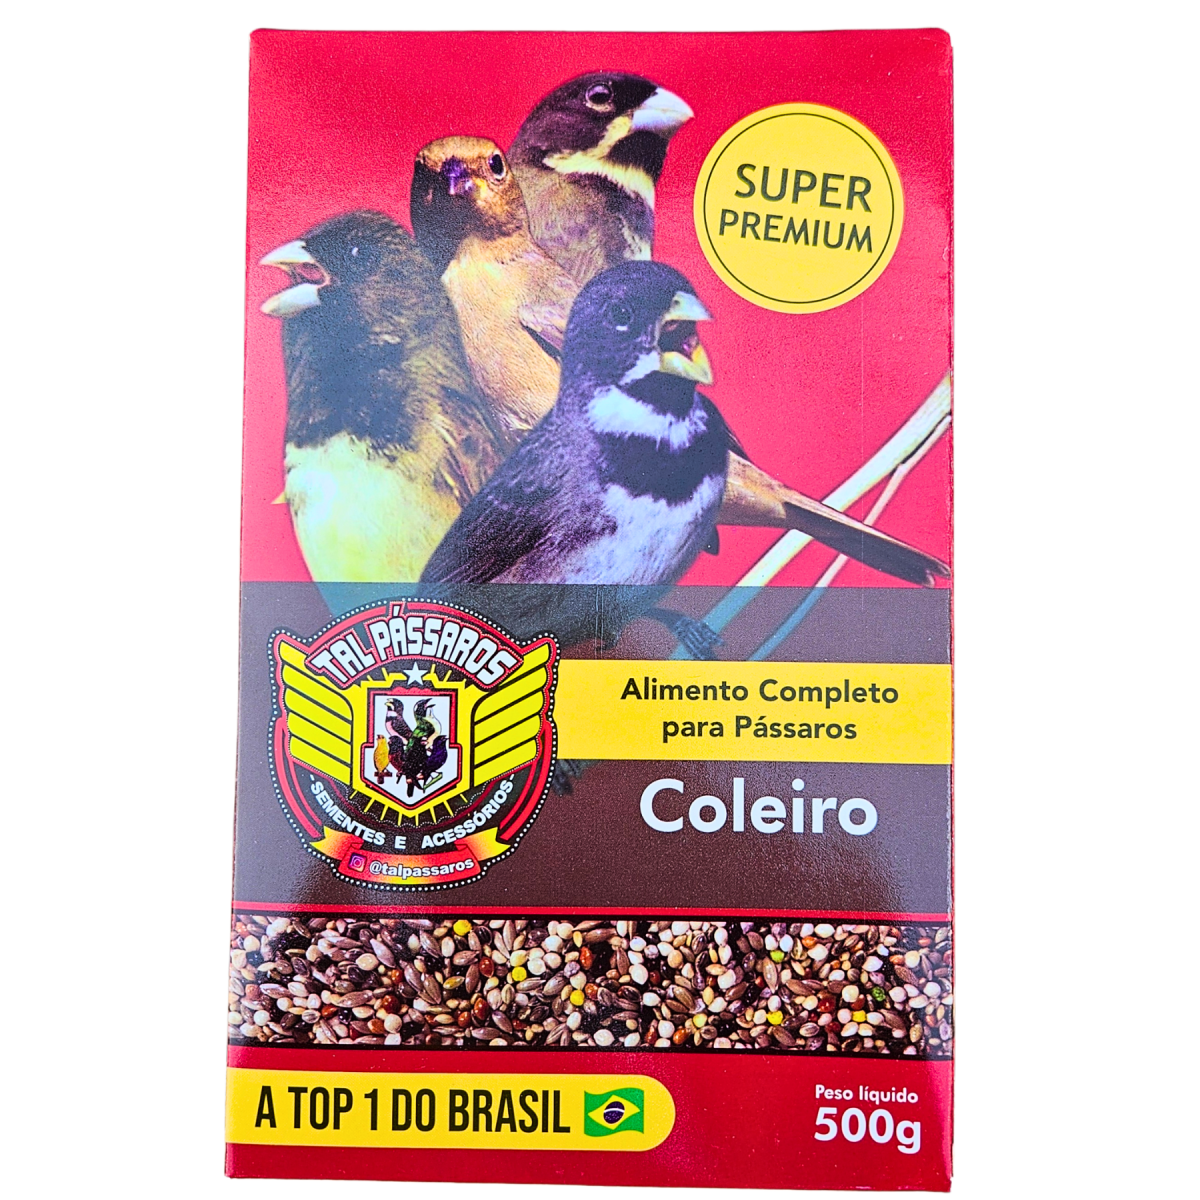 SUPER
PREMIUM
TAL PÁSSAROS
SEMENTES E ACESSÓRIOS
@talpassaros
Alimento Completo
para Pássaros
Coleiro
A TOP 1 DO BRASIL
Peso líquido
500g